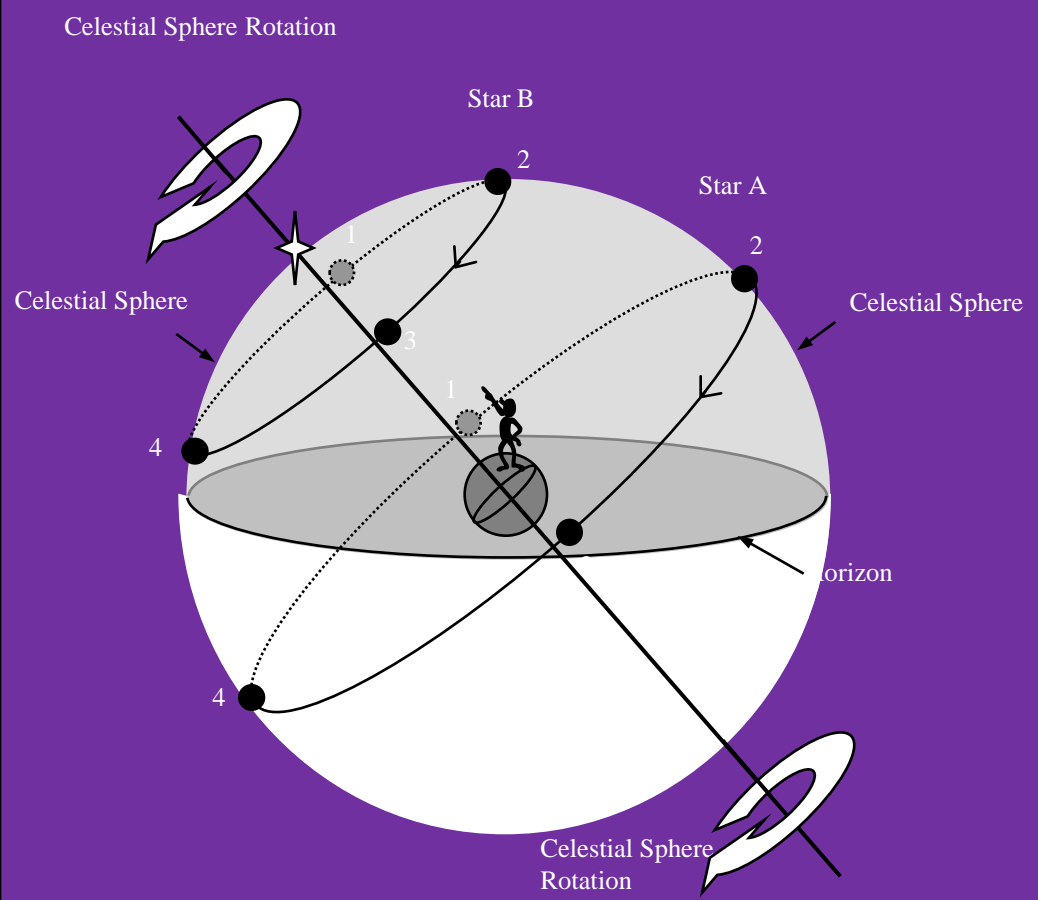 Celestial Sphere Rotation
Star B
2
Star A
1
2
Celestial Sphere
Celestial Sphere
3
1
4
orizon
4
Celestial Sphere
Rotation